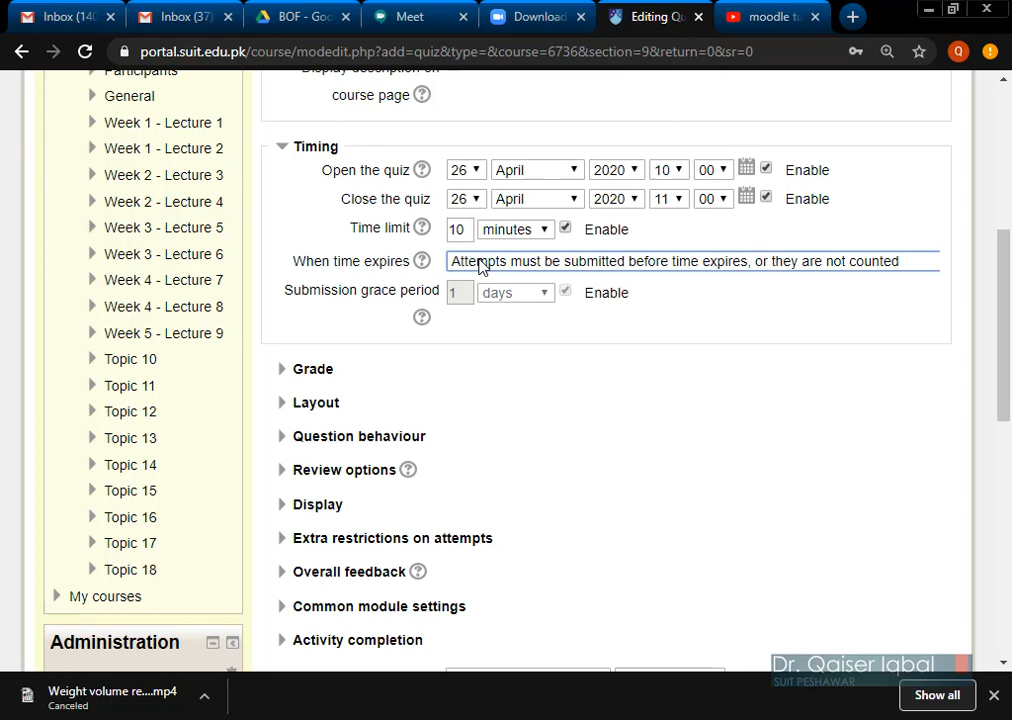 Inbox (140
Inbox (37)
BOF - Goo
Meet
Download
Editing Qu
moodle tu
portal.suit.edu.pk/course/modedit.php?add=quiz&type=&course=6736&section=9&return=0&sr=0
Q
Participants
General
Week 1 - Lecture 1
Week 1 - Lecture 2
Week 2 - Lecture 3
Week 2 - Lecture 4
Week 3 - Lecture 5
Week 3 - Lecture 6
Week 4 - Lecture 7
Week 4 - Lecture 8
Week 5 - Lecture 9
Topic 10
Topic 11
Topic 12
Topic 13
Topic 14
Topic 15
Topic 16
Topic 17
Topic 18
My courses
Administration
Display description on
course page
Timing
Open the quiz 26 April 2020 10 00 Enable
Close the quiz 26 April 2020 11 00 Enable
Time limit 10 minutes Enable
When time expires Attempts must be submitted before time expires, or they are not counted
Submission grace period 1 days Enable
Grade
Layout
Question behaviour
Review options
Display
Extra restrictions on attempts
Overall feedback
Common module settings
Activity completion
Dr. Qaiser Iqbal
SUIT PESHAWAR
Weight volume re....mp4
Canceled
Show all